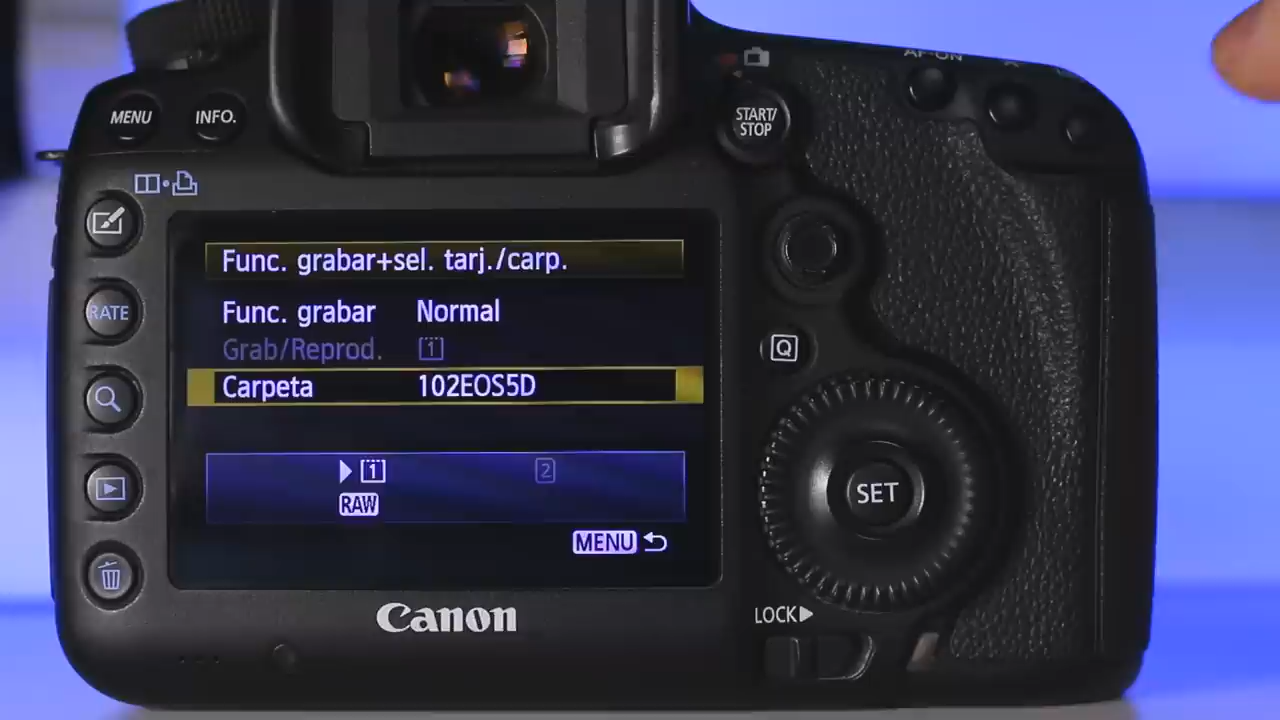 AF-ON
MENU INFO.
START/
STOP
RATE
Func. grabar+sel. tarj./carp.
Func. grabar Normal
Grab/Reprod. 1
Carpeta 102EOS5D
1 2
RAW
MENU
Q
SET
LOCK
Canon